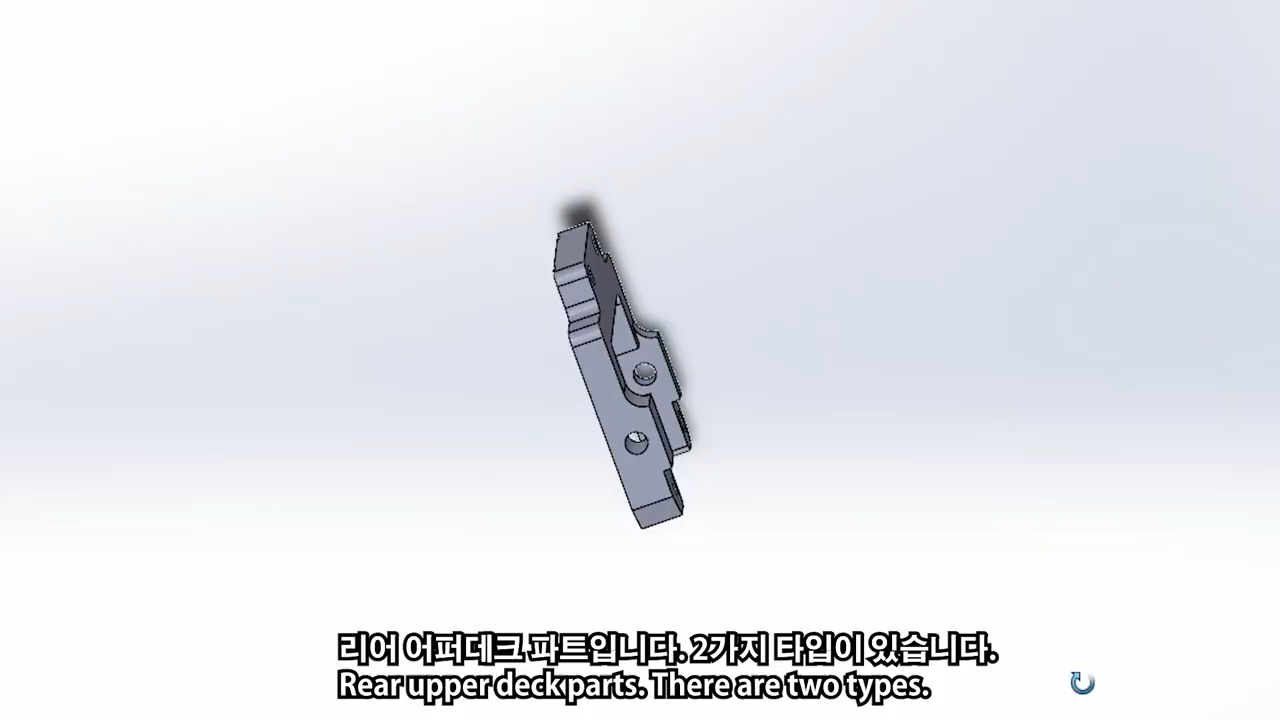 리어 어퍼데크 파트입니다. 2가지 타입이 있습니다.
Rear upper deck parts. There are two types.